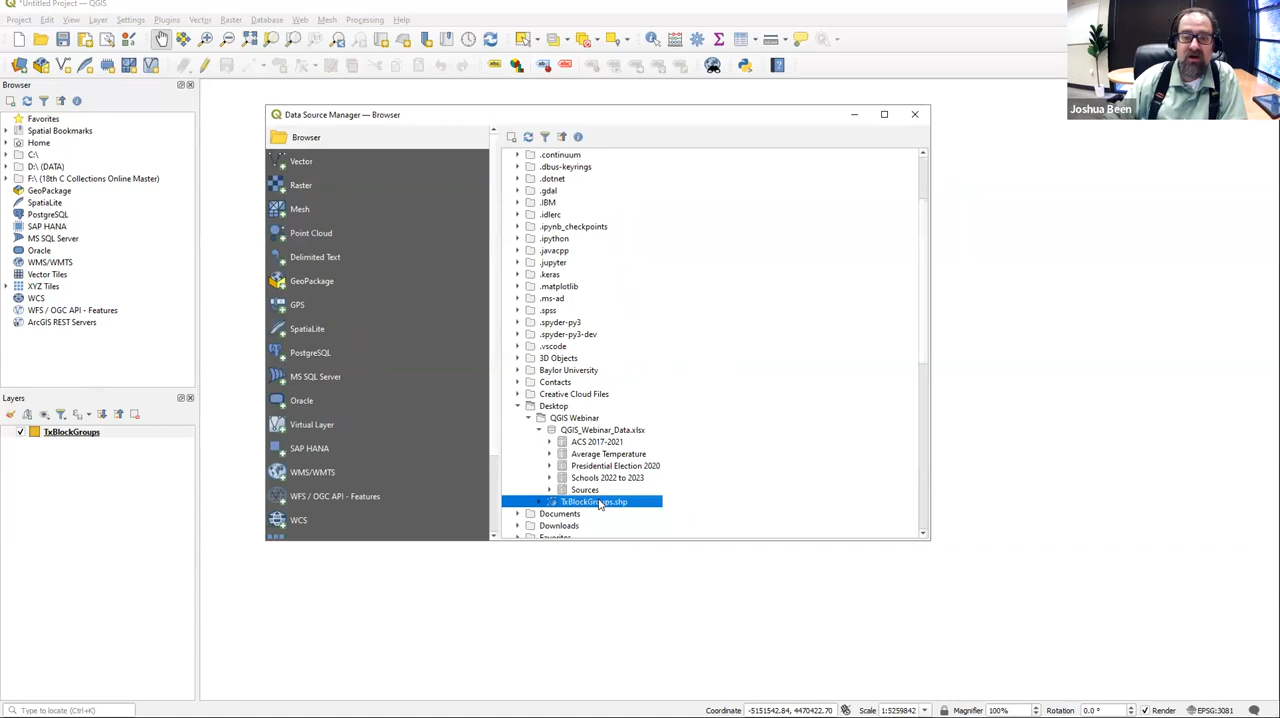 *Untitled Project — QGIS
Project Edit View Layer Settings Plugins Vector Raster Database Web Mesh Processing Help
Joshua Been
Browser
Favorites
Spatial Bookmarks
Home
C:\
D:\ (DATA)
F:\ (18th C Collections Online Master)
GeoPackage
SpatiaLite
PostgreSQL
SAP HANA
MS SQL Server
Oracle
WMS/WMTS
Vector Tiles
XYZ Tiles
WCS
WFS / OGC API - Features
ArcGIS REST Servers
Layers
TxBlockGroups
Data Source Manager — Browser
Browser
Vector
Raster
Mesh
Point Cloud
Delimited Text
GeoPackage
GPS
SpatiaLite
PostgreSQL
MS SQL Server
Oracle
Virtual Layer
SAP HANA
WMS/WMTS
WFS / OGC API - Features
WCS
.continuum
.dbus-keyrings
.dotnet
.gdal
.IBM
.idlerc
.ipynb_checkpoints
.ipython
.javacpp
.jupyter
.keras
.matplotlib
.ms-ad
.spss
.spyder-py3
.spyder-py3-dev
.vscode
3D Objects
Baylor University
Contacts
Creative Cloud Files
Desktop
QGIS Webinar
QGIS_Webinar_Data.xlsx
ACS 2017-2021
Average Temperature
Presidential Election 2020
Schools 2022 to 2023
Sources
TxBlockGroups.shp
Documents
Downloads
Favorites
Type to locate (Ctrl+K)
Coordinate -5151542.84, 4470422.70 Scale 1:5259842 Magnifier 100% Rotation 0.0 ° Render EPSG:3081